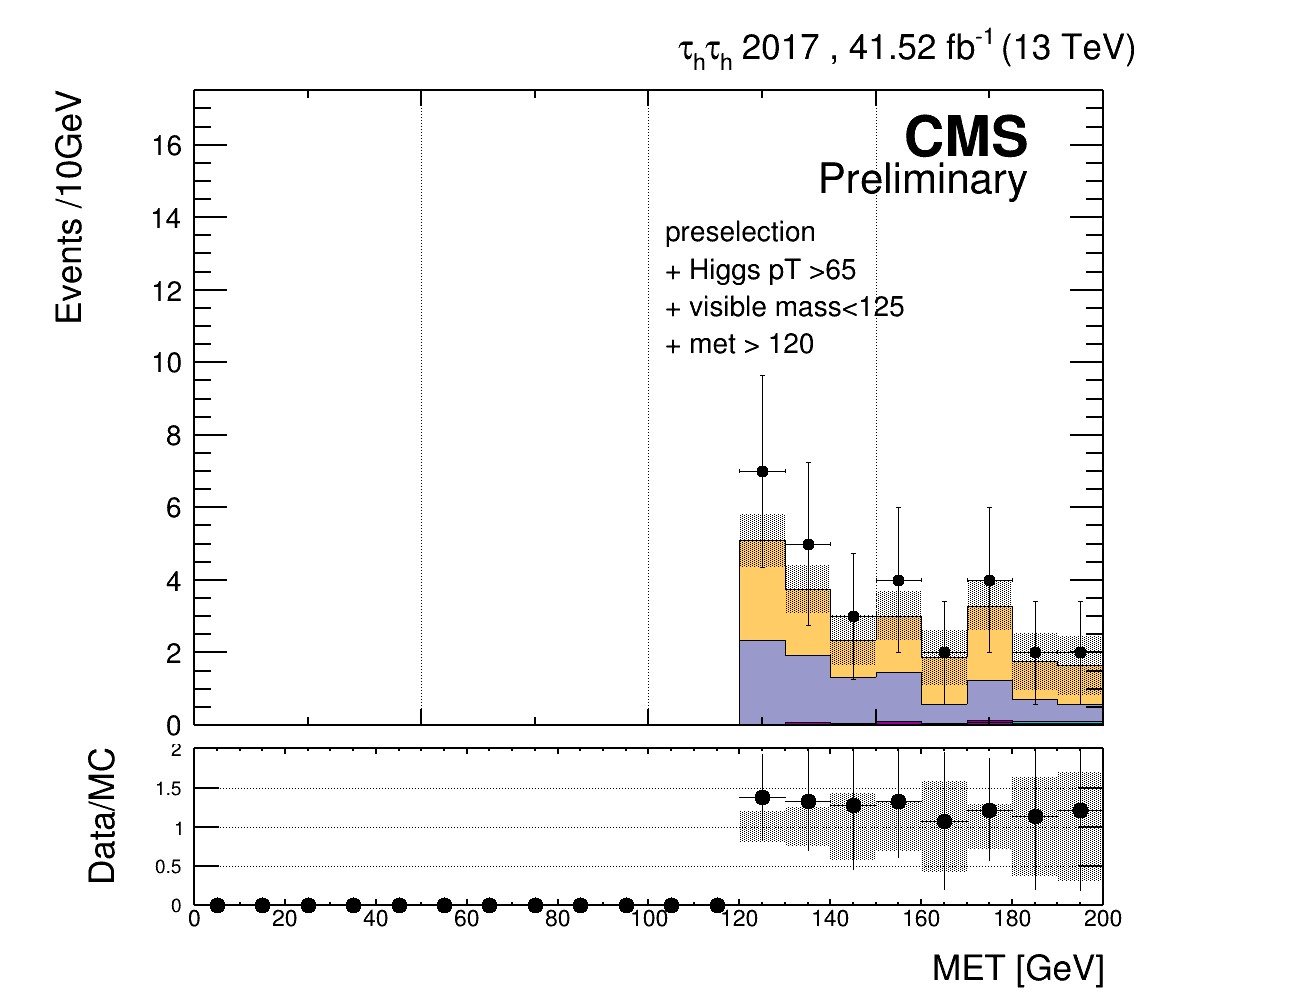 τhτh 2017 , 41.52 fb-1 (13 TeV)
Events /10GeV
16
14
12
10
8
6
4
2
0
CMS
Preliminary
preselection
+ Higgs pT >65
+ visible mass<125
+ met > 120
Data/MC
2
1.5
1
0.5
0
0 20 40 60 80 100 120 140 160 180 200
MET [GeV]